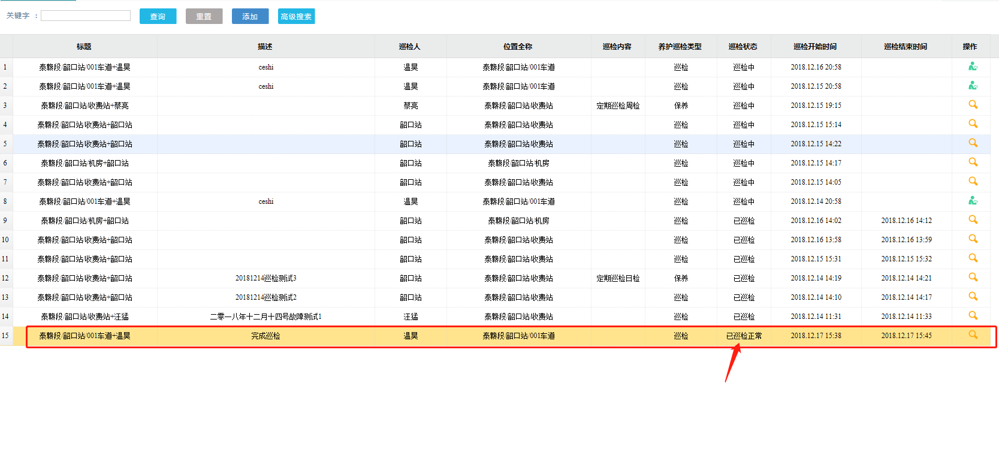 关键字 : 查询 重置 添加 高级搜索
标题 描述 巡检人 位置全称 巡检内容 养护巡检类型 巡检状态 巡检开始时间 巡检结束时间 操作
1 泰赣段/韶口站/001车道+温昊 ceshi 温昊 泰赣段/韶口站/001车道 巡检 巡检中 2018.12.16 20:58
2 泰赣段/韶口站/001车道+温昊 ceshi 温昊 泰赣段/韶口站/001车道 巡检 巡检中 2018.12.15 20:58
3 泰赣段/韶口站/收费站+蔡亮 蔡亮 泰赣段/韶口站/收费站 定期巡检周检 保养 巡检中 2018.12.15 19:15
4 泰赣段/韶口站/收费站+韶口站 韶口站 泰赣段/韶口站/收费站 巡检 巡检中 2018.12.15 15:14
5 泰赣段/韶口站/收费站+韶口站 韶口站 泰赣段/韶口站/收费站 巡检 巡检中 2018.12.15 14:22
6 泰赣段/韶口站/机房+韶口站 韶口站 泰赣段/韶口站/机房 巡检 巡检中 2018.12.15 14:17
7 泰赣段/韶口站/收费站+韶口站 韶口站 泰赣段/韶口站/收费站 巡检 巡检中 2018.12.15 14:05
8 泰赣段/韶口站/001车道+温昊 ceshi 温昊 泰赣段/韶口站/001车道 巡检 巡检中 2018.12.14 20:58
9 泰赣段/韶口站/机房+韶口站 韶口站 泰赣段/韶口站/机房 巡检 已巡检 2018.12.16 14:02 2018.12.16 14:12
10 泰赣段/韶口站/收费站+韶口站 韶口站 泰赣段/韶口站/收费站 巡检 已巡检 2018.12.16 13:58 2018.12.16 13:59
11 泰赣段/韶口站/收费站+韶口站 韶口站 泰赣段/韶口站/收费站 巡检 已巡检 2018.12.15 15:31 2018.12.15 15:32
12 泰赣段/韶口站/收费站+韶口站 20181214巡检测试3 韶口站 泰赣段/韶口站/收费站 定期巡检日检 保养 已巡检 2018.12.14 14:19 2018.12.14 14:21
13 泰赣段/韶口站/收费站+韶口站 20181214巡检测试2 韶口站 泰赣段/韶口站/收费站 巡检 已巡检 2018.12.14 14:10 2018.12.14 14:17
14 泰赣段/韶口站/收费站+汪猛 二零一八年十二月十四号故障测试1 汪猛 泰赣段/韶口站/收费站 巡检 已巡检 2018.12.14 11:31 2018.12.14 11:33
15 泰赣段/韶口站/001车道+温昊 完成巡检 温昊 泰赣段/韶口站/001车道 巡检 已巡检正常 2018.12.17 15:38 2018.12.17 15:45